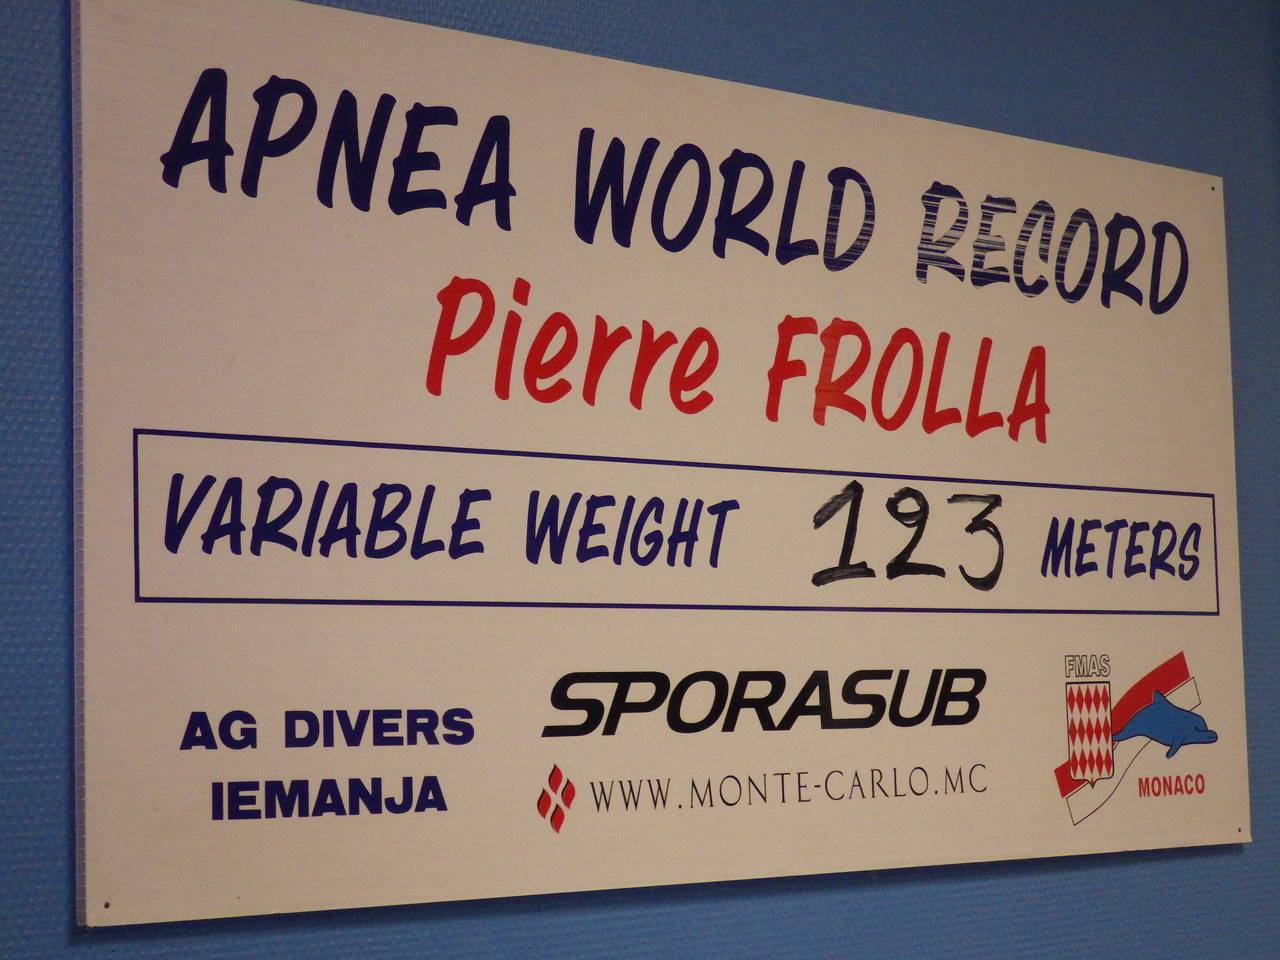 APNEA WORLD RECORD
Pierre FROLLA
VARIABLE WEIGHT 123 METERS
SPORASUB
AG DIVERS
IEMANJA
WWW.MONTE-CARLO.MC
FMAS
MONACO